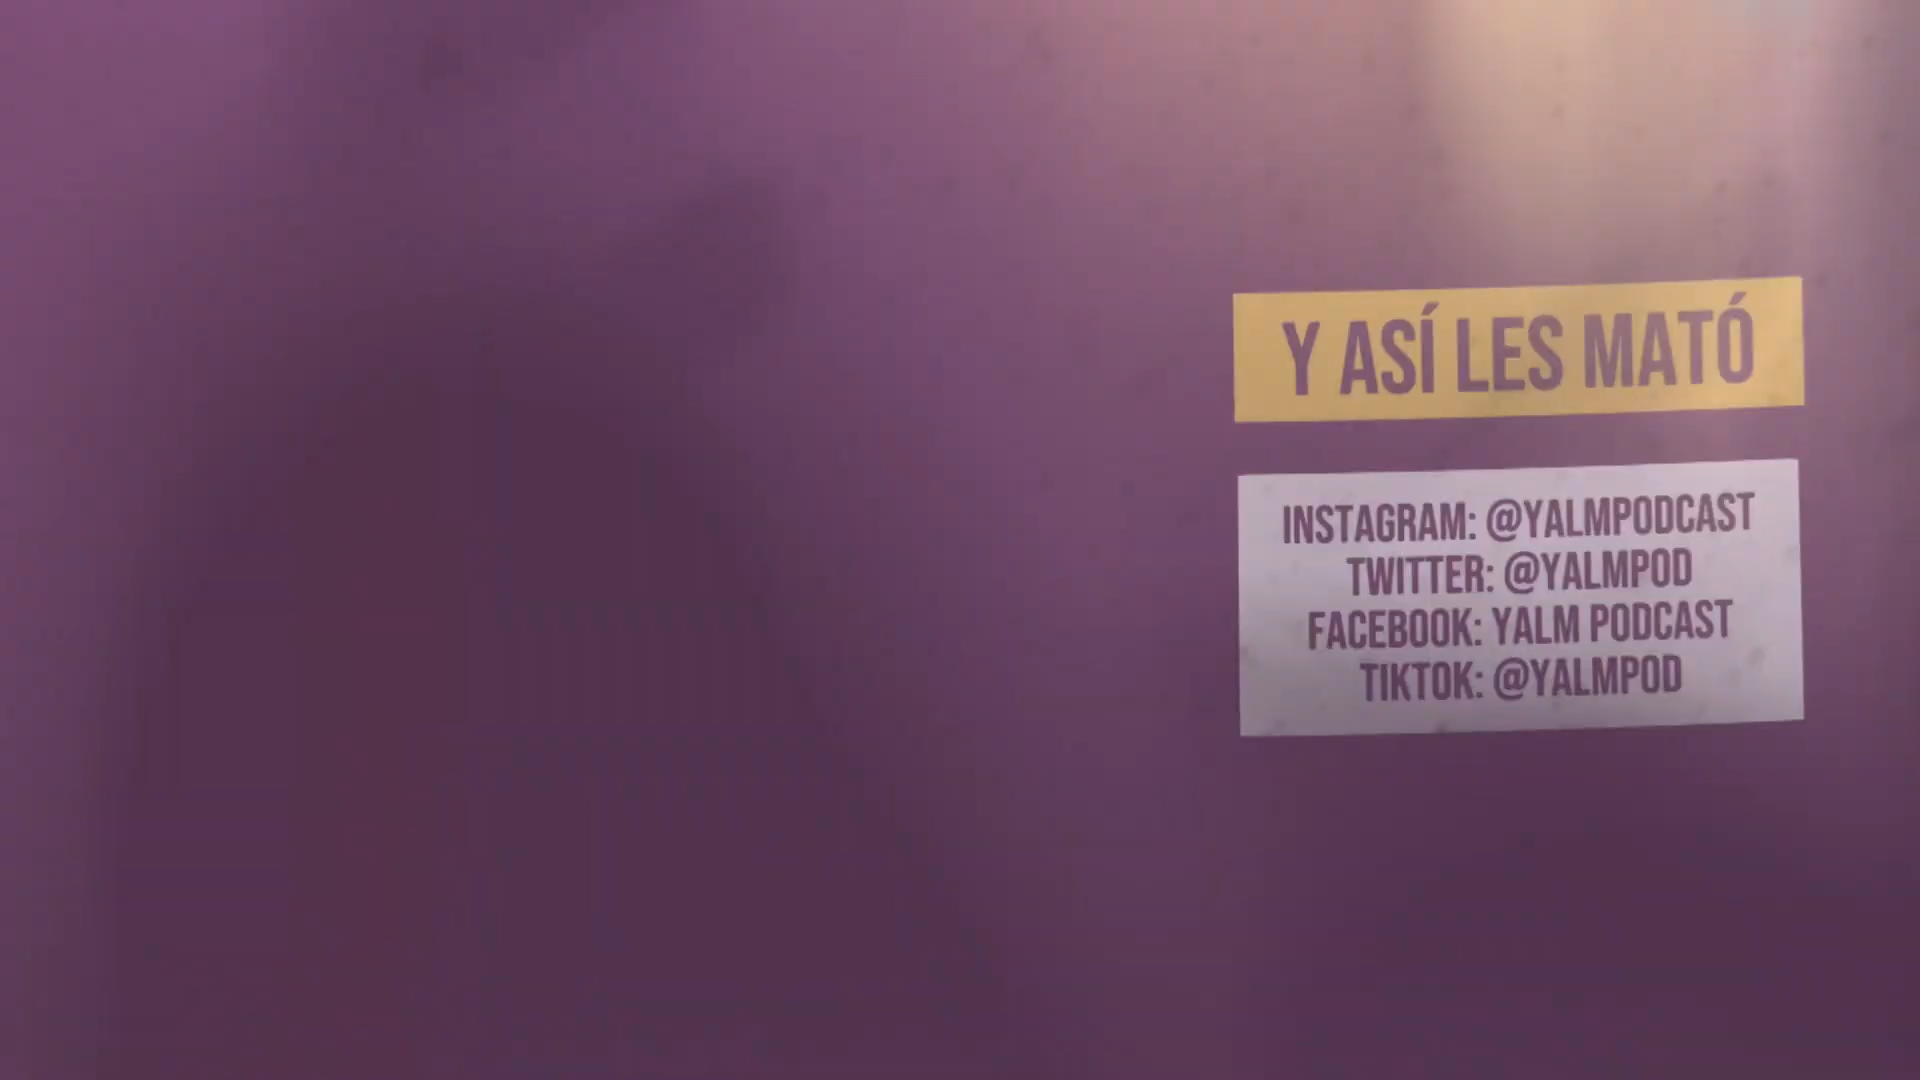 Y ASÍ LES MATÓ
INSTAGRAM: @YALMPODCAST
TWITTER: @YALMPOD
FACEBOOK: YALM PODCAST
TIKTOK: @YALMPOD